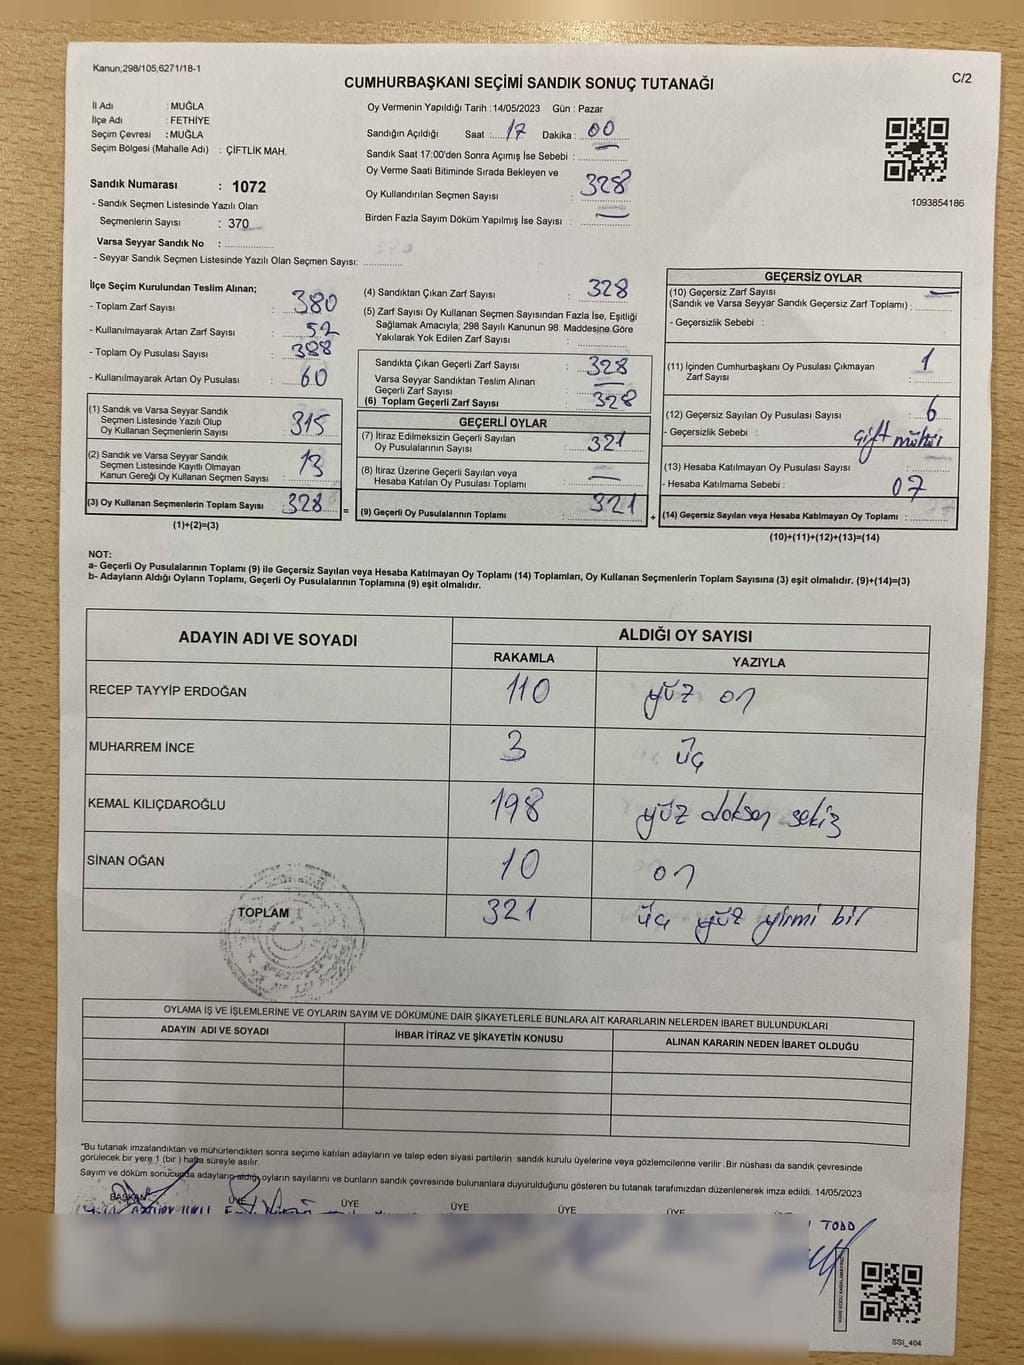 Kanun;298/105;6271/18-1
C/2
CUMHURBAŞKANI SEÇİMİ SANDIK SONUÇ TUTANAĞI
İl Adı : MUĞLA
İlçe Adı : FETHİYE
Seçim Çevresi : MUĞLA
Seçim Bölgesi (Mahalle Adı) : ÇİFTLİK MAH.
Sandık Numarası : 1072
- Sandık Seçmen Listesinde Yazılı Olan
Seçmenlerin Sayısı : 370
Varsa Seyyar Sandık No :
- Seyyar Sandık Seçmen Listesinde Yazılı Olan Seçmen Sayısı:
Oy Vermenin Yapıldığı Tarih : 14/05/2023 Gün : Pazar
Sandığın Açıldığı Saat : 17 Dakika : 00
Sandık Saat 17:00'den Sonra Açımış İse Sebebi :
Oy Verme Saati Bitiminde Sırada Bekleyen ve
Oy Kullandırılan Seçmen Sayısı : 328
Birden Fazla Sayım Döküm Yapılmış İse Sayısı : —
1093854186
İlçe Seçim Kurulundan Teslim Alınan;
- Toplam Zarf Sayısı : 380
- Kullanılmayarak Artan Zarf Sayısı : 52
- Toplam Oy Pusulası Sayısı : 388
- Kullanılmayarak Artan Oy Pusulası : 60
(1) Sandık ve Varsa Seyyar Sandık
Seçmen Listesinde Yazılı Olup
Oy Kullanan Seçmenlerin Sayısı : 315
(2) Sandık ve Varsa Seyyar Sandık
Seçmen Listesinde Kayıtlı Olmayan
Kanun Gereği Oy Kullanan Seçmen Sayısı : 13
(3) Oy Kullanan Seçmenlerin Toplam Sayısı : 328 =
(1)+(2)=(3)
(4) Sandıktan Çıkan Zarf Sayısı : 328
(5) Zarf Sayısı Oy Kullanan Seçmen Sayısından Fazla İse, Eşitliği
Sağlamak Amacıyla; 298 Sayılı Kanunun 98. Maddesine Göre
Yakılarak Yok Edilen Zarf Sayısı :
Sandıkta Çıkan Geçerli Zarf Sayısı : 328
Varsa Seyyar Sandıktan Teslim Alınan
Geçerli Zarf Sayısı : —
(6) Toplam Geçerli Zarf Sayısı : 328
GEÇERLİ OYLAR
(7) İtiraz Edilmeksizin Geçerli Sayılan
Oy Pusulalarının Sayısı : 321
(8) İtiraz Üzerine Geçerli Sayılan veya
Hesaba Katılan Oy Pusulası Toplamı : —
(9) Geçerli Oy Pusulalarının Toplamı : 321 +
GEÇERSİZ OYLAR
(10) Geçersiz Zarf Sayısı —
(Sandık ve Varsa Seyyar Sandık Geçersiz Zarf Toplamı) :
- Geçersizlik Sebebi :
(11) İçinden Cumhurbaşkanı Oy Pusulası Çıkmayan
Zarf Sayısı : 1
(12) Geçersiz Sayılan Oy Pusulası Sayısı : 6
- Geçersizlik Sebebi : çift mühür
(13) Hesaba Katılmayan Oy Pusulası Sayısı :
- Hesaba Katılmama Sebebi :
07
(14) Geçersiz Sayılan veya Hesaba Katılmayan Oy Toplamı :
(10)+(11)+(12)+(13)=(14)
NOT:
a- Geçerli Oy Pusulalarının Toplamı (9) ile Geçersiz Sayılan veya Hesaba Katılmayan Oy Toplamı (14) Toplamları, Oy Kullanan Seçmenlerin Toplam Sayısına (3) eşit olmalıdır. (9)+(14)=(3)
b- Adayların Aldığı Oyların Toplamı, Geçerli Oy Pusulalarının Toplamına (9) eşit olmalıdır.
ADAYIN ADI VE SOYADI ALDIĞI OY SAYISI
RAKAMLA YAZIYLA
RECEP TAYYİP ERDOĞAN 110 yüz on
MUHARREM İNCE 3 üç
KEMAL KILIÇDAROĞLU 198 yüz doksan sekiz
SİNAN OĞAN 10 on
TOPLAM 321 üç yüz yirmi bir
OYLAMA İŞ VE İŞLEMLERİNE VE OYLARIN SAYIM VE DÖKÜMÜNE DAİR ŞİKAYETLERLE BUNLARA AİT KARARLARIN NELERDEN İBARET BULUNDUKLARI
ADAYIN ADI VE SOYADI İHBAR İTİRAZ VE ŞİKAYETİN KONUSU ALINAN KARARIN NEDEN İBARET OLDUĞU
*Bu tutanak imzalandıktan ve mühürlendikten sonra seçime katılan adayların ve talep eden siyasi partilerin sandık kurulu üyelerine veya gözlemcilerine verilir .Bir nüshası da sandık çevresinde
görülecek bir yere 1 (bir ) hafta süreyle asılır.
Sayım ve döküm sonucunda adayların aldığı oyların sayılarını ve bunların sandık çevresinde bulunanlara duyurulduğunu gösteren bu tutanak tarafımızdan düzenlenerek imza edildi. 14/05/2023
BAŞKAN ÜYE ÜYE ÜYE ÜYE ÜYE
SSI_404